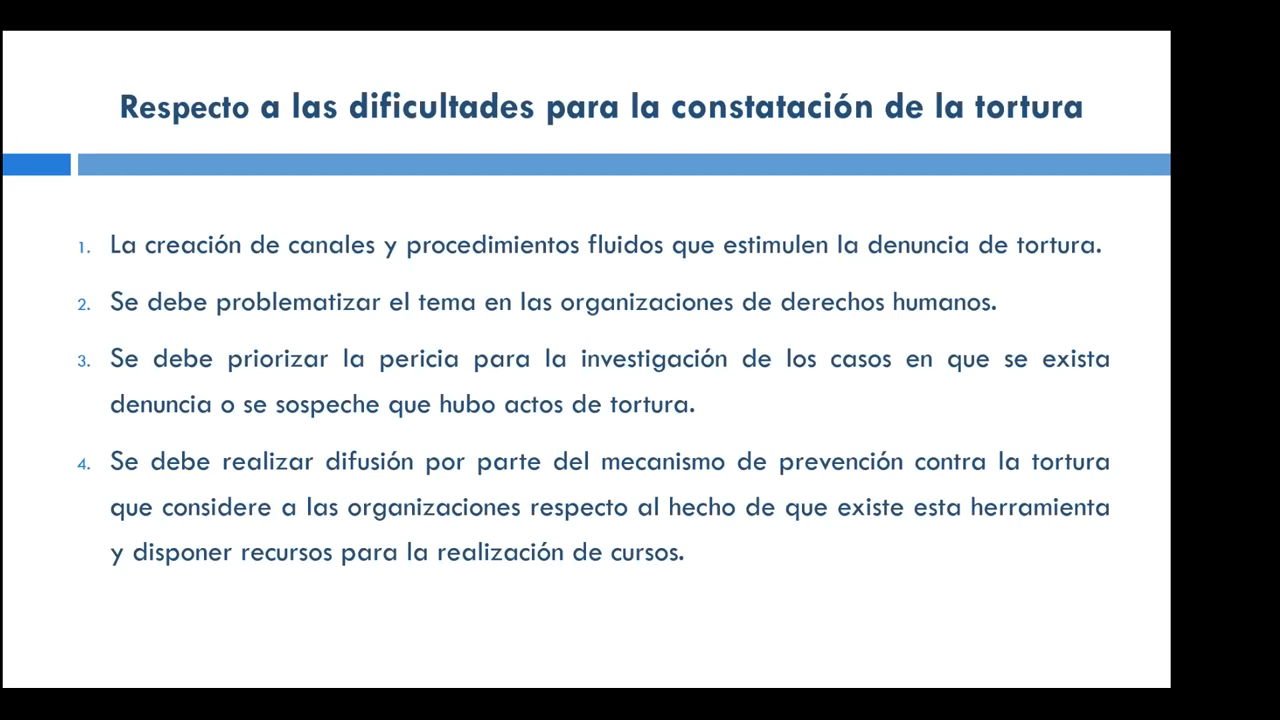 Respecto a las dificultades para la constatación de la tortura
1. La creación de canales y procedimientos fluidos que estimulen la denuncia de tortura.
2. Se debe problematizar el tema en las organizaciones de derechos humanos.
3. Se debe priorizar la pericia para la investigación de los casos en que se exista
denuncia o se sospeche que hubo actos de tortura.
4. Se debe realizar difusión por parte del mecanismo de prevención contra la tortura
que considere a las organizaciones respecto al hecho de que existe esta herramienta
y disponer recursos para la realización de cursos.